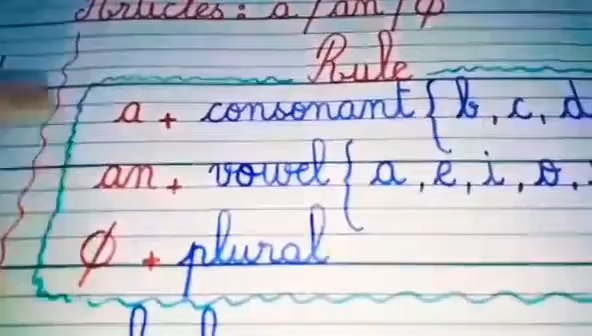 Articles: a / an / ∅
Rule
a + consonant { b, c, d
an + vowel { a, e, i, o,
∅ + plural